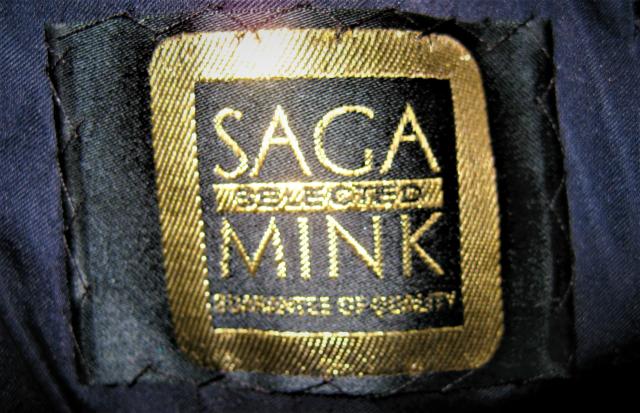 SAGA
SELECTED
MINK
GUARANTEE OF QUALITY